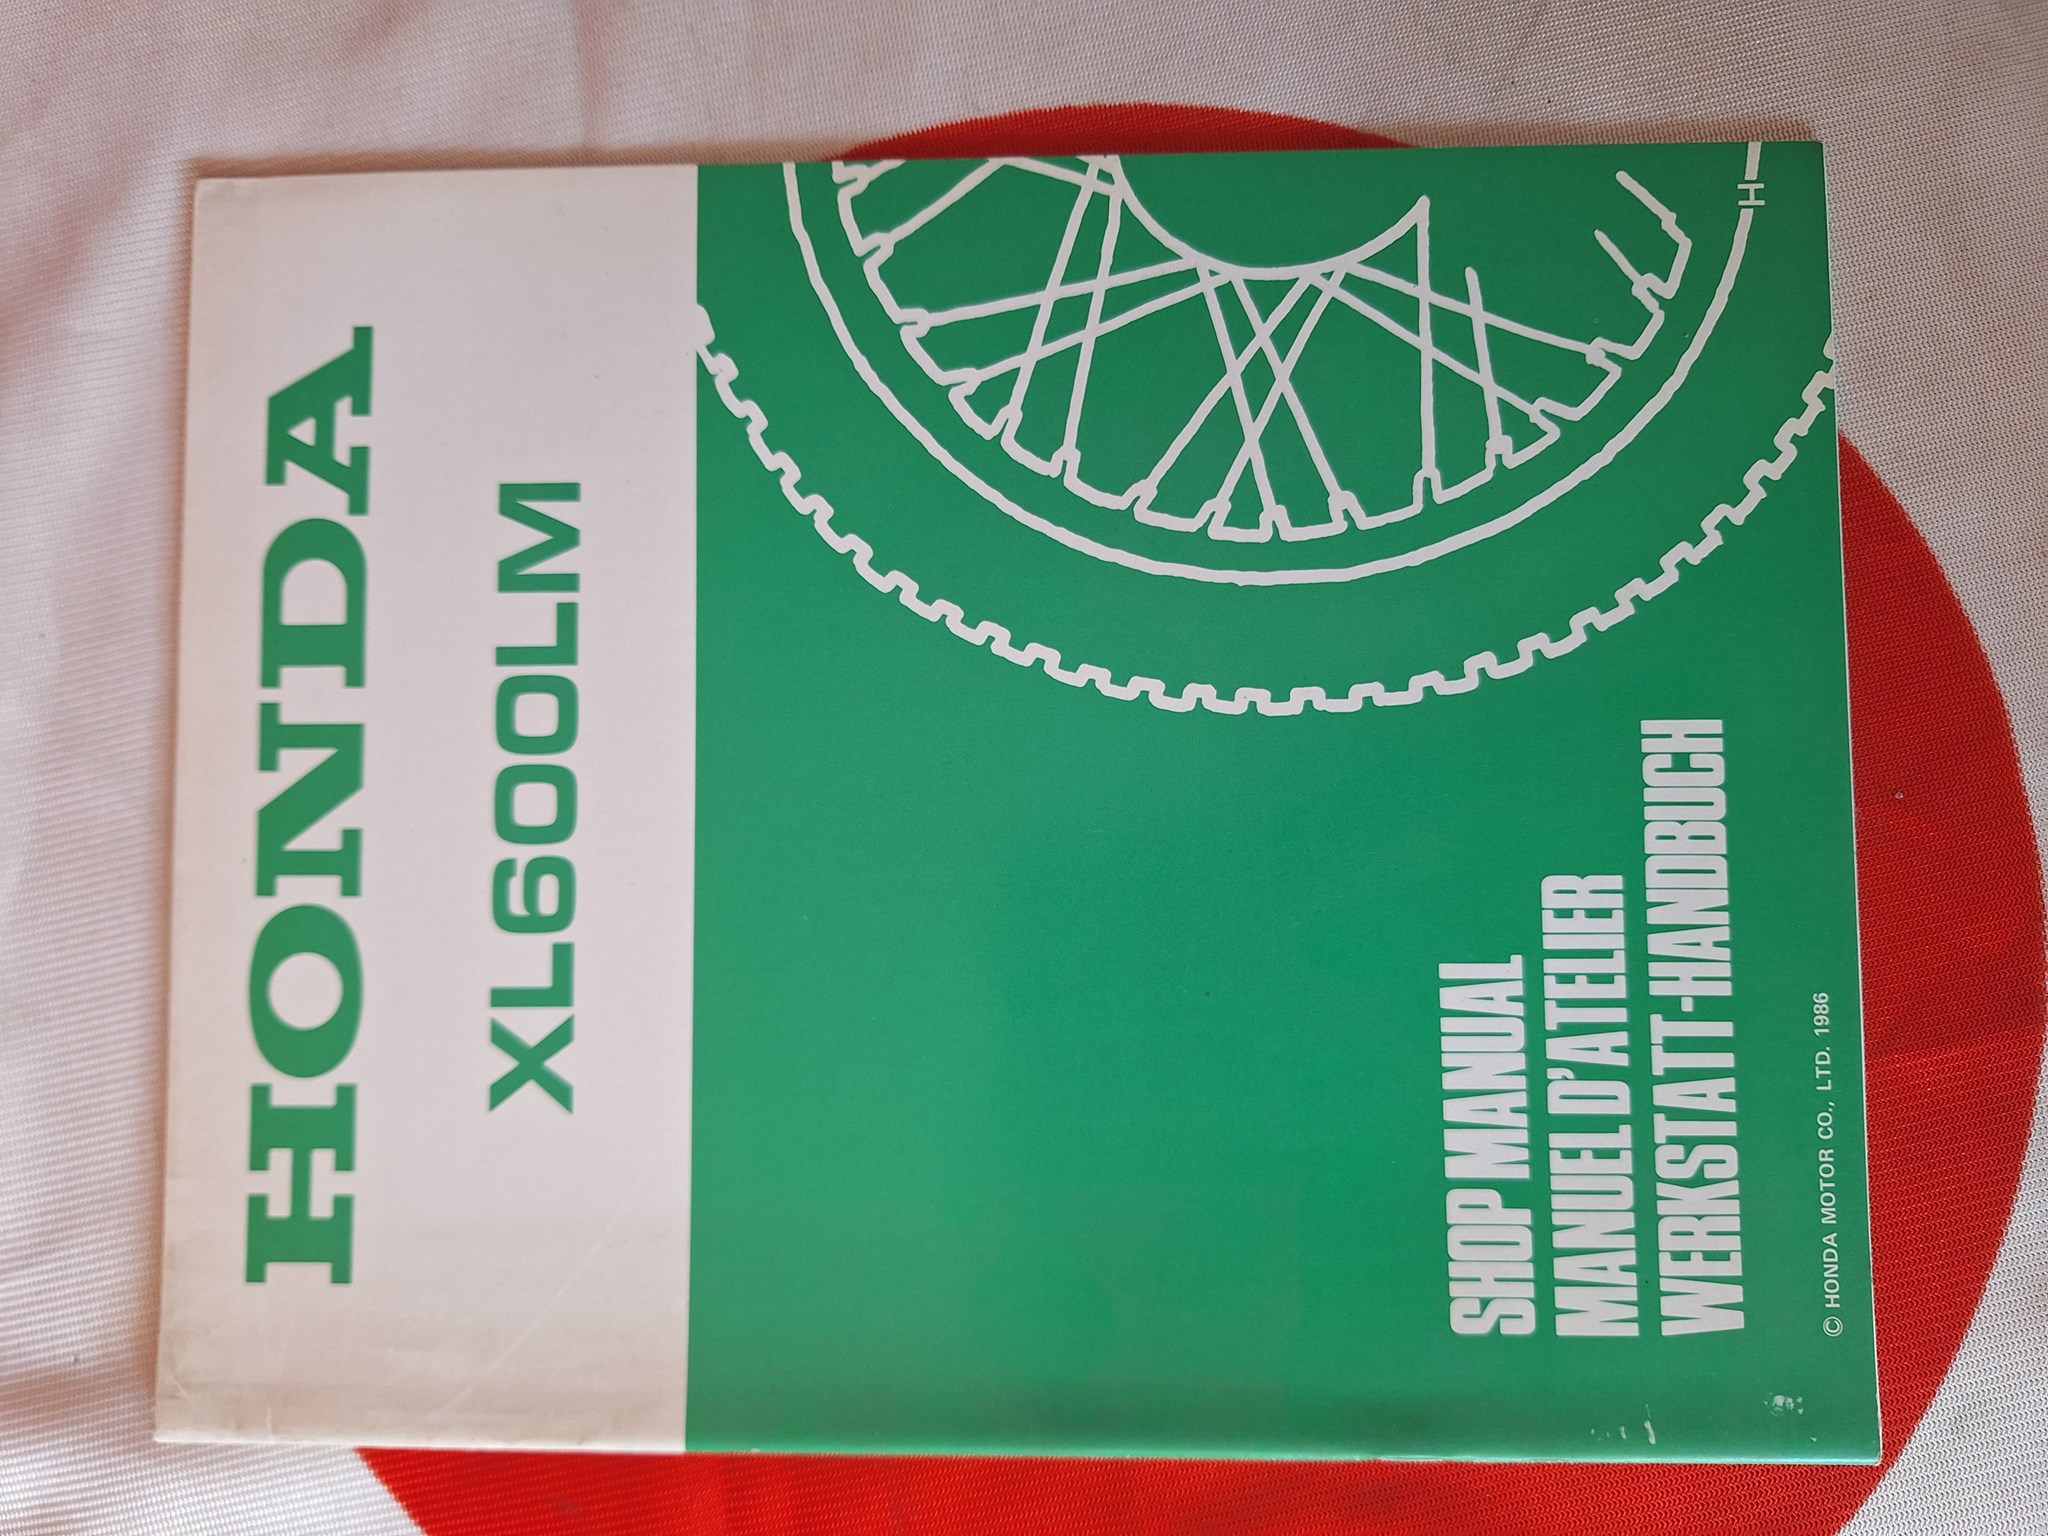 HONDA
XL600LM
H
SHOP MANUAL
MANUEL D'ATELIER
WERKSTATT-HANDBUCH
© HONDA MOTOR CO., LTD. 1986